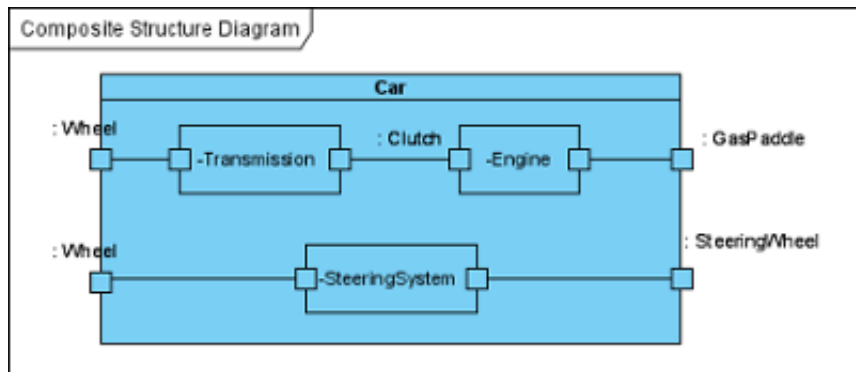 Composite Structure Diagram
Car
: Wheel
: Clutch
: GasPaddle
-Transmission
-Engine
: Wheel
: SteeringWheel
-SteeringSystem